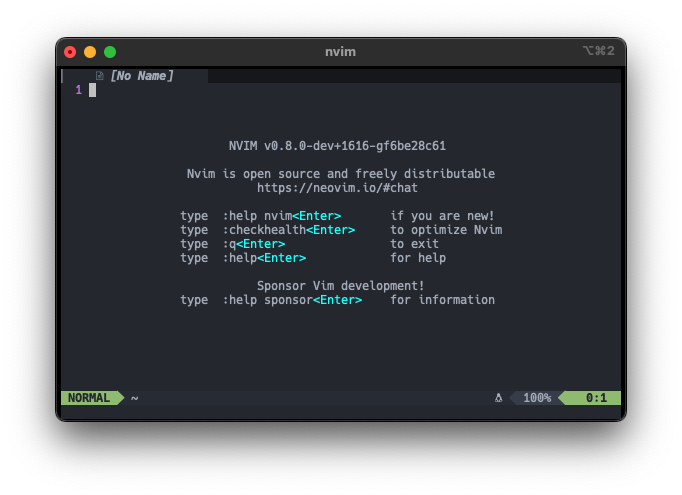 nvim
⌥⌘2
[No Name]
1
NVIM v0.8.0-dev+1616-gf6be28c61
Nvim is open source and freely distributable
https://neovim.io/#chat
type :help nvim<Enter> if you are new!
type :checkhealth<Enter> to optimize Nvim
type :q<Enter> to exit
type :help<Enter> for help
Sponsor Vim development!
type :help sponsor<Enter> for information
NORMAL ~ 100% 0:1